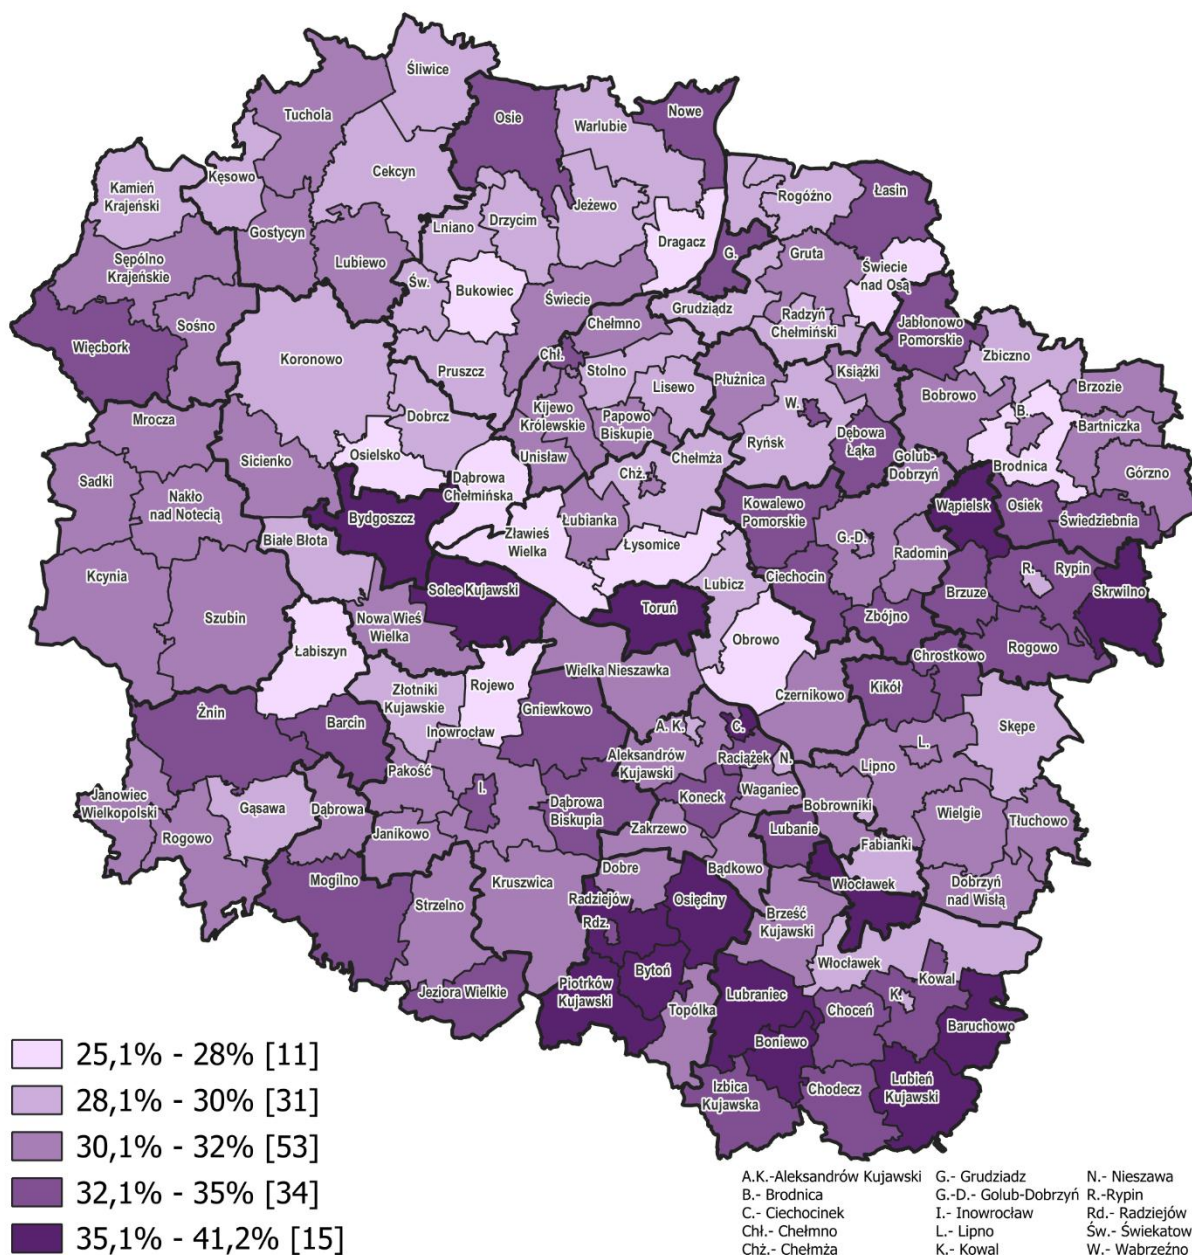 Śliwice
Tuchola
Osie
Nowe
Warlubie
Kęsowo
Cekcyn
Kamień
Krajeński
Rogóźno
Łasin
Jeżewo
Drzycim
Lniano
Gostycyn
Dragacz
G.
Gruta
Sępólno
Krajeńskie
Lubiewo
Świecie
nad Osą
Św.
Bukowiec
Świecie
Grudziądz
Radzyń
Chełmiński
Chełmno
Sośno
Jabłonowo
Pomorskie
Więcbork
Koronowo
Chł.
Zbiczno
Pruszcz
Stolno
Lisewo
Płużnica
Książki
Bobrowo
Brzozie
Dobrcz
Kijewo
Królewskie
W.
B.
Mrocza
Papowo
Biskupie
Bartniczka
Dębowa
Łąka
Ryńsk
Sicienko
Osielsko
Unisław
Chełmża
Golub-
Dobrzyń
Brodnica
Górzno
Sadki
Dąbrowa
Chełmińska
Chż.
Nakło
nad Notecią
Kowalewo
Pomorskie
Wąpielsk
Osiek
Bydgoszcz
Łubianka
Świedziebnia
Białe Błota
Zławieś
Wielka
Łysomice
G.-D.
Radomin
Kcynia
Lubicz
Ciechocin
R.
Rypin
Solec Kujawski
Brzuze
Skrwilno
Toruń
Szubin
Nowa Wieś
Wielka
Zbójno
Obrowo
Rogowo
Łabiszyn
Chrostkowo
Wielka Nieszawka
Rojewo
Kikół
Czernikowo
Złotniki
Kujawskie
Żnin
Barcin
Gniewkowo
Skępe
A. K.
C.
Inowrocław
L.
Aleksandrów
Kujawski
Raciążek
N.
Lipno
Pakość
I.
Waganiec
Janowiec
Wielkopolski
Gąsawa
Dąbrowa
Koneck
Dąbrowa
Biskupia
Bobrowniki
Wielgie
Tłuchowo
Rogowo
Janikowo
Zakrzewo
Lubanie
Fabianki
Dobre
Bądkowo
Mogilno
Kruszwica
Włocławek
Dobrzyń
nad Wisłą
Radziejów
Osięciny
Strzelno
Brześć
Kujawski
Rdz.
Włocławek
Kowal
Bytoń
Piotrków
Kujawski
Jeziora Wielkie
Lubraniec
K.
Topólka
Choceń
Baruchowo
Boniewo
Izbica
Kujawska
Chodecz
Lubień
Kujawski
25,1% - 28% [11]
28,1% - 30% [31]
30,1% - 32% [53]
32,1% - 35% [34]
35,1% - 41,2% [15]
A.K.-Aleksandrów Kujawski
B.- Brodnica
C.- Ciechocinek
Chł.- Chełmno
Chż.- Chełmża
G.- Grudziadz
G.-D.- Golub-Dobrzyń
I.- Inowrocław
L.- Lipno
K.- Kowal
N.- Nieszawa
R.-Rypin
Rd.- Radziejów
Św.- Świekatow
W.- Wąbrzeźno